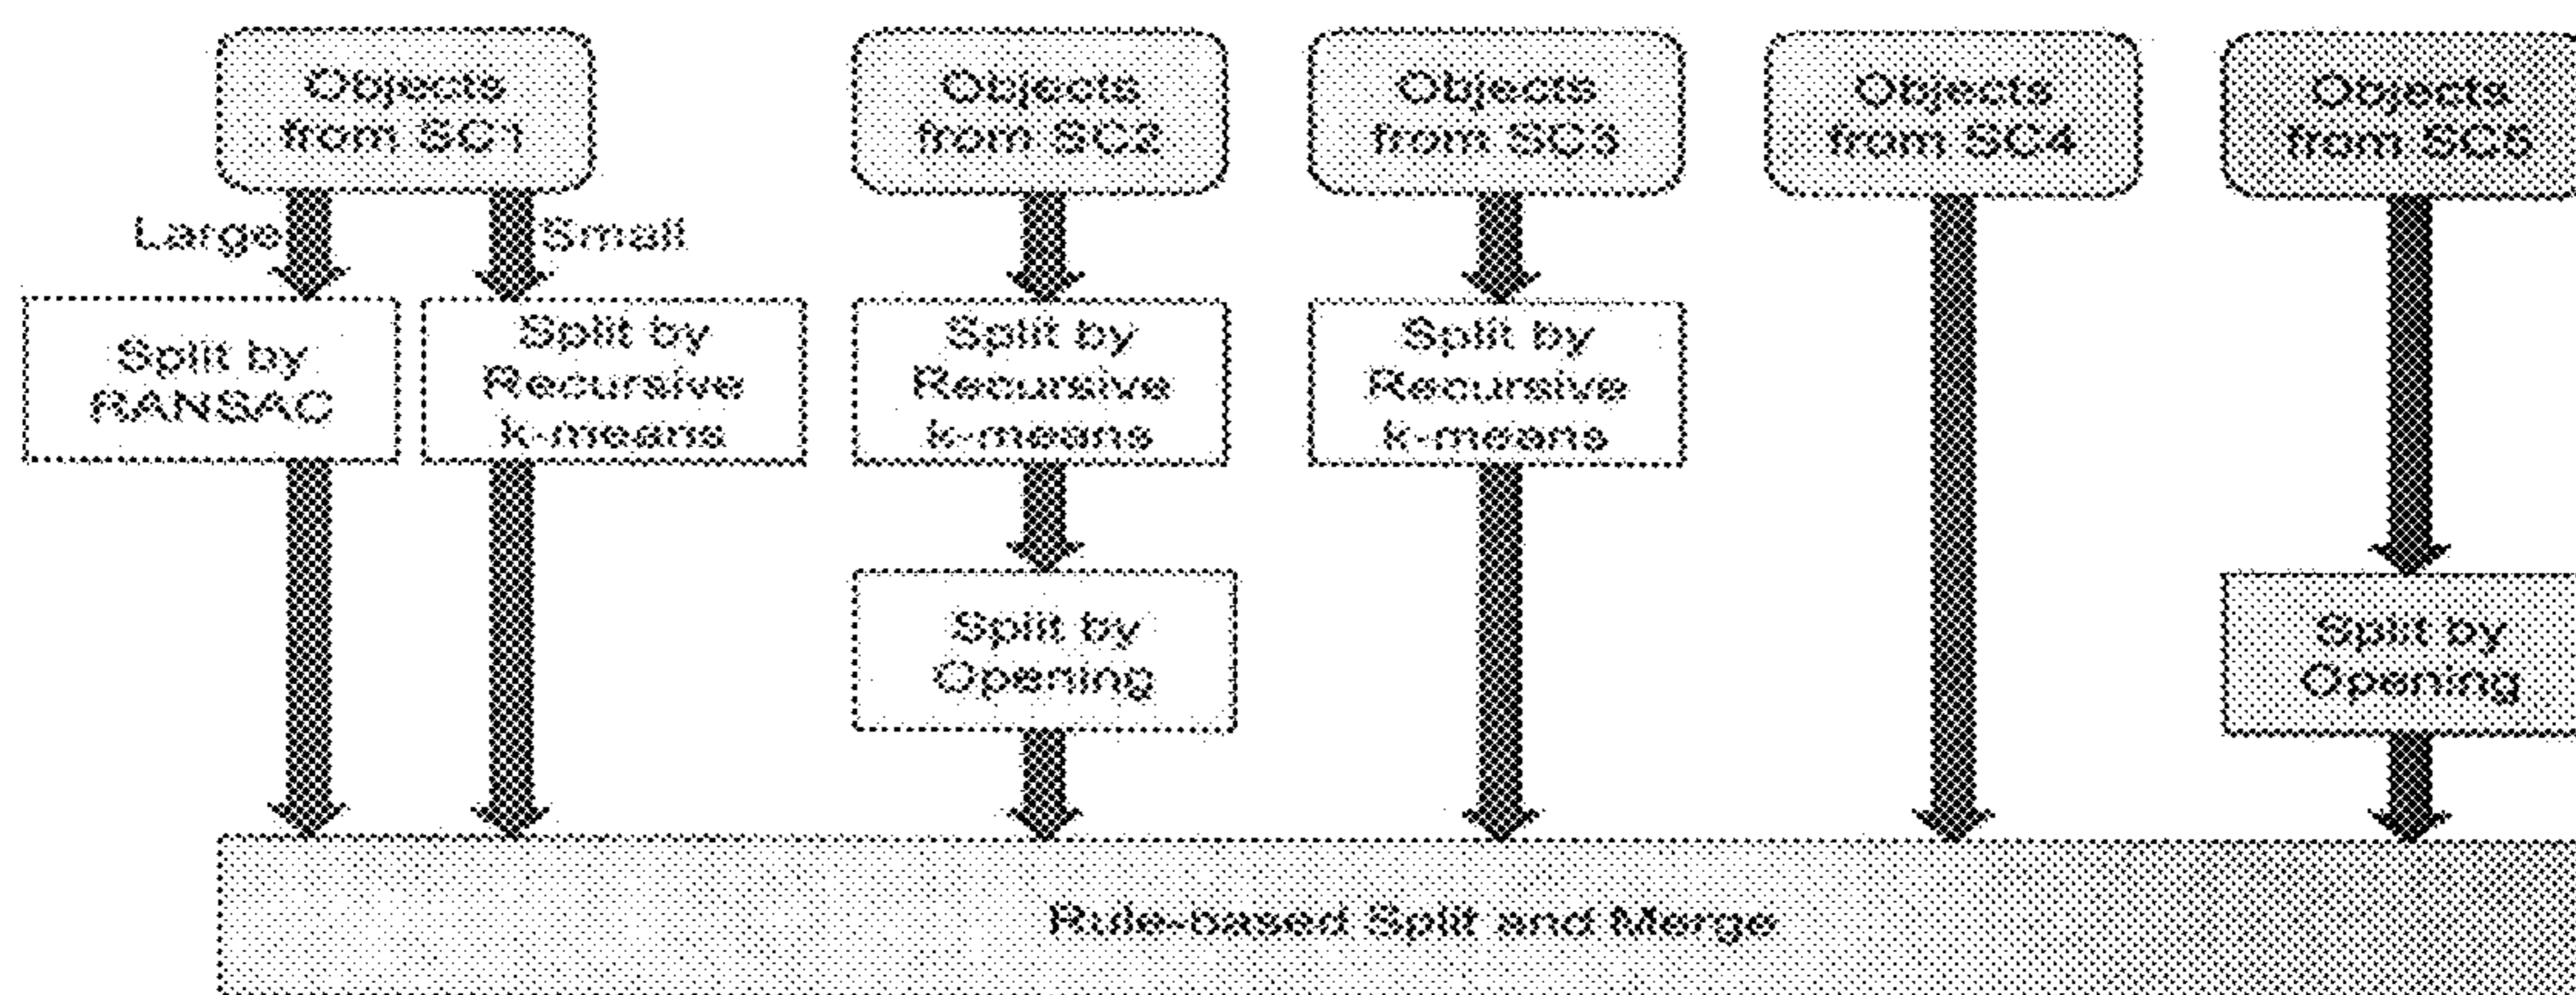 Objects
from SC1
Objects
from SC2
Objects
from SC3
Objects
from SC4
Objects
from SC5
Large
Small
Split by
RANSAC
Split by
Recursive
k-means
Split by
Recursive
k-means
Split by
Recursive
k-means
Split by
Opening
Split by
Opening
Rule-based Split and Merge